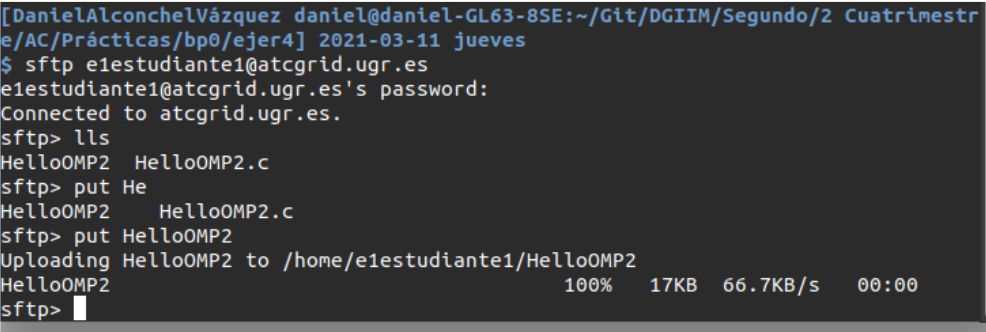 [DanielAlconchelVázquez daniel@daniel-GL63-8SE:~/Git/DGIIM/Segundo/2 Cuatrimestr
e/AC/Prácticas/bp0/ejer4] 2021-03-11 jueves
$ sftp e1estudiante1@atcgrid.ugr.es
e1estudiante1@atcgrid.ugr.es's password:
Connected to atcgrid.ugr.es.
sftp> lls
HelloOMP2  HelloOMP2.c
sftp> put He
HelloOMP2    HelloOMP2.c
sftp> put HelloOMP2
Uploading HelloOMP2 to /home/e1estudiante1/HelloOMP2
HelloOMP2                                     100%   17KB  66.7KB/s   00:00
sftp>